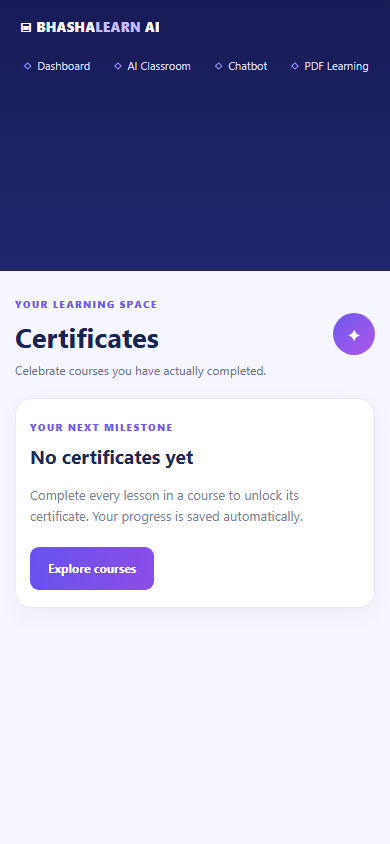 BHASHALEARN AI
Dashboard AI Classroom Chatbot PDF Learning
YOUR LEARNING SPACE
Certificates
Celebrate courses you have actually completed.
YOUR NEXT MILESTONE
No certificates yet
Complete every lesson in a course to unlock its
certificate. Your progress is saved automatically.
Explore courses